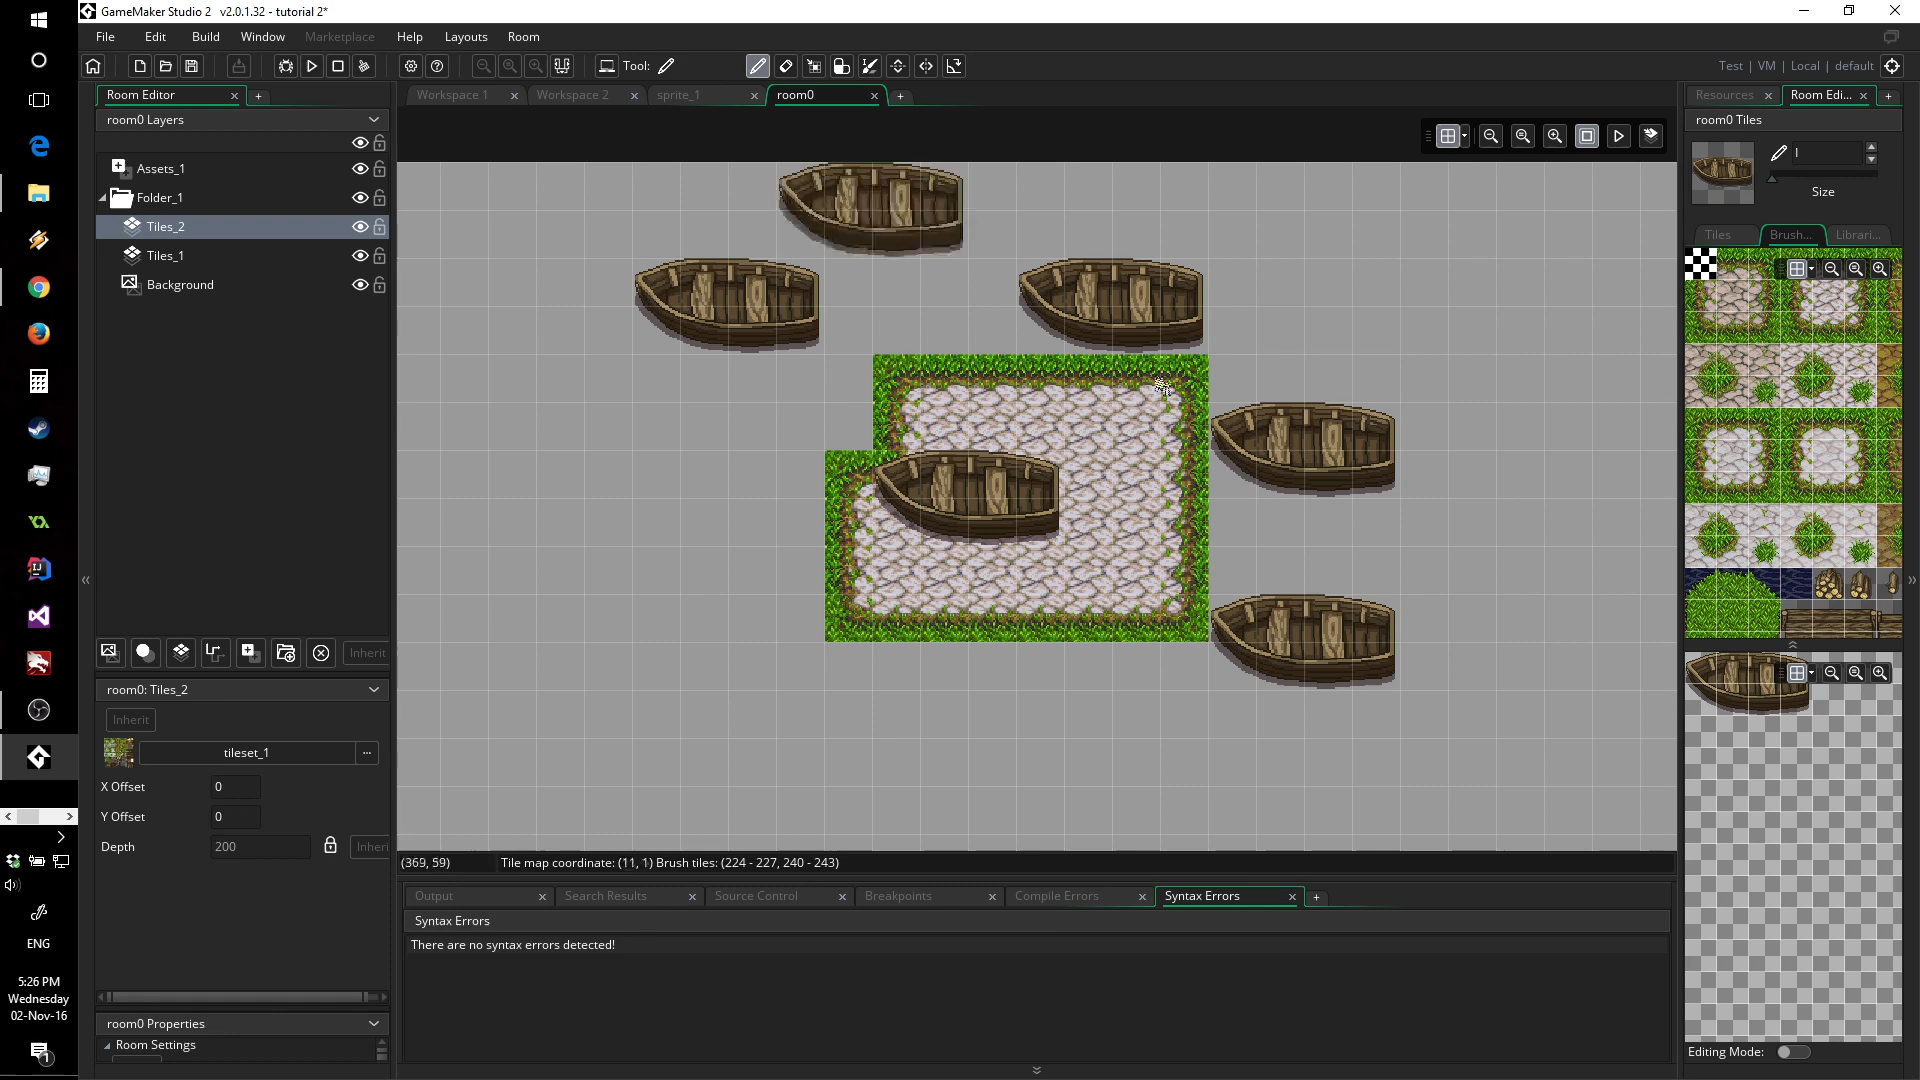 GameMaker Studio 2   v2.0.1.32 - tutorial 2*
File Edit Build Window Marketplace Help Layouts Room
Tool:
Test | VM | Local | default
Room Editor
Workspace 1 Workspace 2 sprite_1 room0
Resources Room Edi...
room0 Layers
room0 Tiles
Assets_1
Folder_1
Tiles_2
Tiles_1
Background
1
Size
Tiles Brush... Librari...
Inherit
room0: Tiles_2
Inherit
tileset_1 ...
X Offset 0
Y Offset 0
Depth 200 Inheri
(369, 59) Tile map coordinate: (11, 1) Brush tiles: (224 - 227, 240 - 243)
Output Search Results Source Control Breakpoints Compile Errors Syntax Errors
Syntax Errors
There are no syntax errors detected!
room0 Properties
Room Settings
Editing Mode:
ENG
5:26 PM
Wednesday
02-Nov-16
1